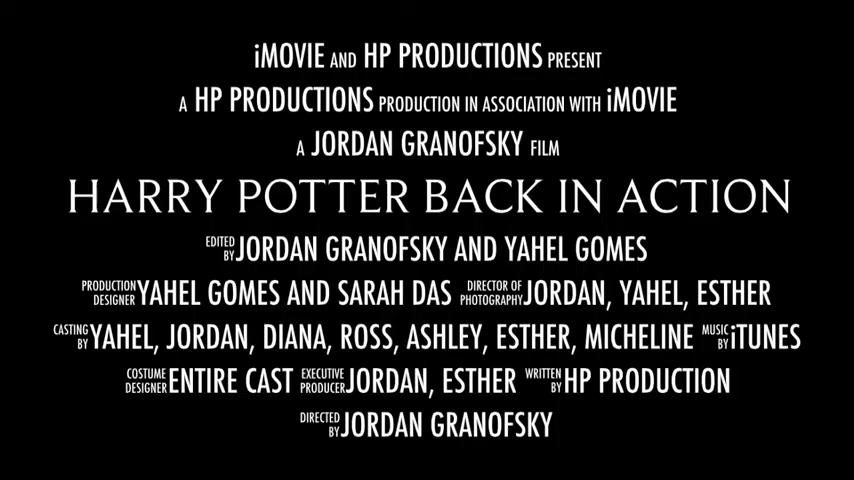 iMOVIE AND HP PRODUCTIONS PRESENT
A HP PRODUCTIONS PRODUCTION IN ASSOCIATION WITH iMOVIE
A JORDAN GRANOFSKY FILM
HARRY POTTER BACK IN ACTION
EDITED BY JORDAN GRANOFSKY AND YAHEL GOMES
PRODUCTION DESIGNER YAHEL GOMES AND SARAH DAS DIRECTOR OF PHOTOGRAPHY JORDAN, YAHEL, ESTHER
CASTING BY YAHEL, JORDAN, DIANA, ROSS, ASHLEY, ESTHER, MICHELINE MUSIC BY iTUNES
COSTUME DESIGNER ENTIRE CAST EXECUTIVE PRODUCER JORDAN, ESTHER WRITTEN BY HP PRODUCTION
DIRECTED BY JORDAN GRANOFSKY